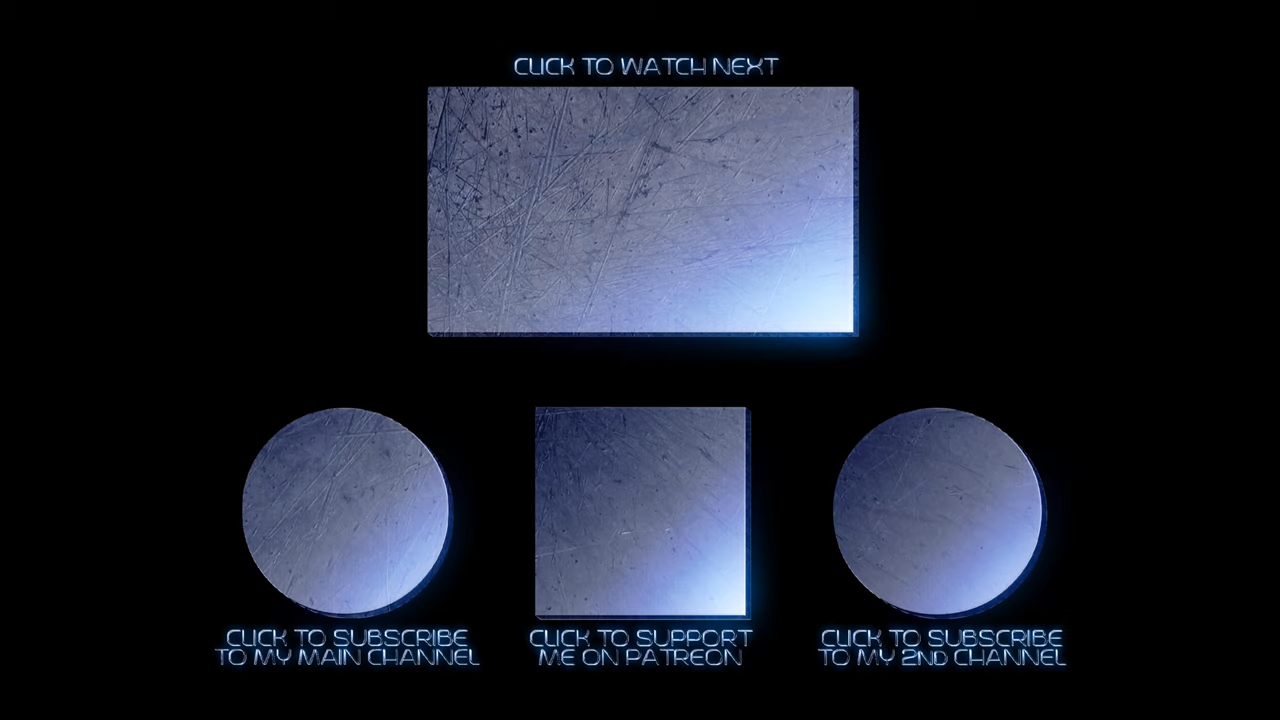 CLICK TO WATCH NEXT
CLICK TO SUBSCRIBE
TO MY MAIN CHANNEL
CLICK TO SUPPORT
ME ON PATREON
CLICK TO SUBSCRIBE
TO MY 2ND CHANNEL